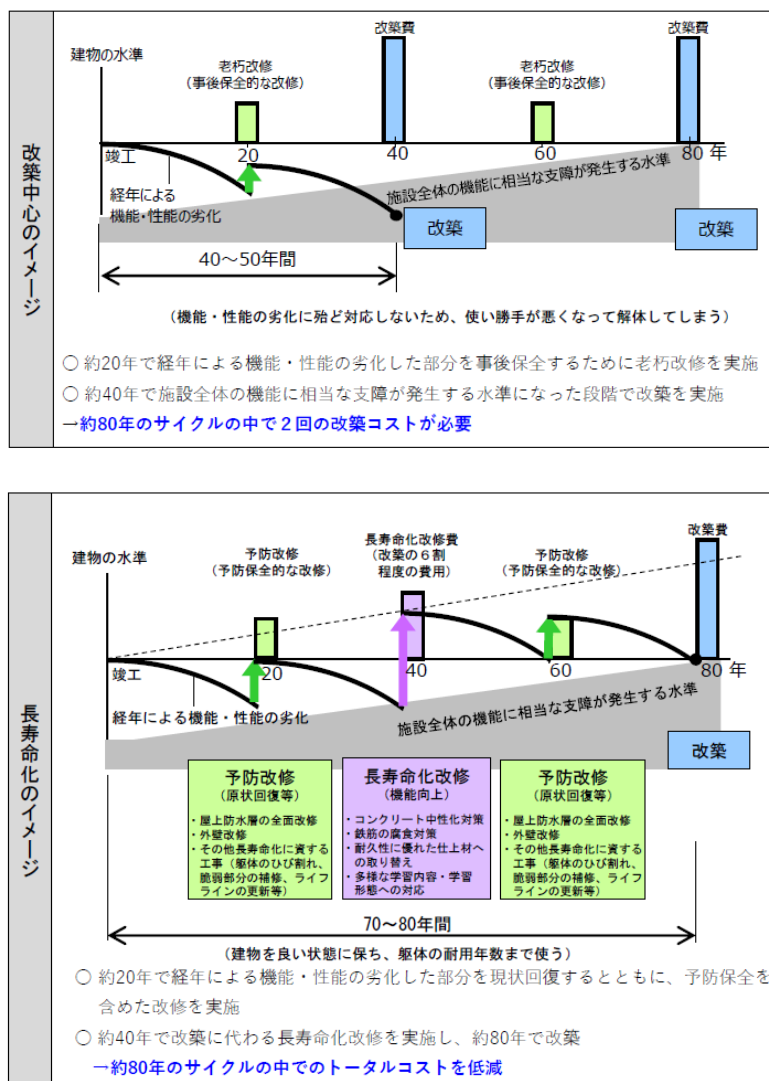 改築中心のイメージ
建物の水準
老朽改修
（事後保全的な改修）
改築費
老朽改修
（事後保全的な改修）
改築費
竣工
20
40
60
80 年
経年による
機能・性能の劣化
施設全体の機能に相当な支障が発生する水準
改築
改築
40～50年間
（機能・性能の劣化に殆ど対応しないため、使い勝手が悪くなって解体してしまう）
○ 約20年で経年による機能・性能の劣化した部分を事後保全するために老朽改修を実施
○ 約40年で施設全体の機能に相当な支障が発生する水準になった段階で改築を実施
→約80年のサイクルの中で２回の改築コストが必要
長寿命化のイメージ
建物の水準
予防改修
（予防保全的な改修）
長寿命化改修費
（改築の６割
程度の費用）
予防改修
（予防保全的な改修）
改築費
竣工
20
40
60
80 年
経年による機能・性能の劣化
施設全体の機能に相当な支障が発生する水準
改築
予防改修
（原状回復等）
・屋上防水層の全面改修
・外壁改修
・その他長寿命化に資する
工事（躯体のひび割れ、
脆弱部分の補修、ライフ
ラインの更新等）
長寿命化改修
（機能向上）
・コンクリート中性化対策
・鉄筋の腐食対策
・耐久性に優れた仕上材へ
の取り替え
・多様な学習内容・学習
形態への対応
予防改修
（原状回復等）
・屋上防水層の全面改修
・外壁改修
・その他長寿命化に資する
工事（躯体のひび割れ、
脆弱部分の補修、ライフ
ラインの更新等）
70～80年間
（建物を良い状態に保ち、躯体の耐用年数まで使う）
○ 約20年で経年による機能・性能の劣化した部分を現状回復するとともに、予防保全を
含めた改修を実施
○ 約40年で改築に代わる長寿命化改修を実施し、約80年で改築
→約80年のサイクルの中でのトータルコストを低減